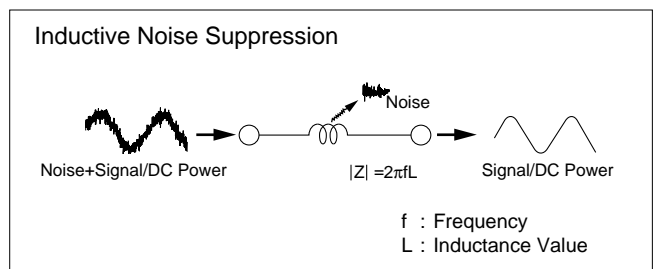 Inductive Noise Suppression
Noise
Noise+Signal/DC Power
|Z| =2πfL
Signal/DC Power
f : Frequency
L : Inductance Value